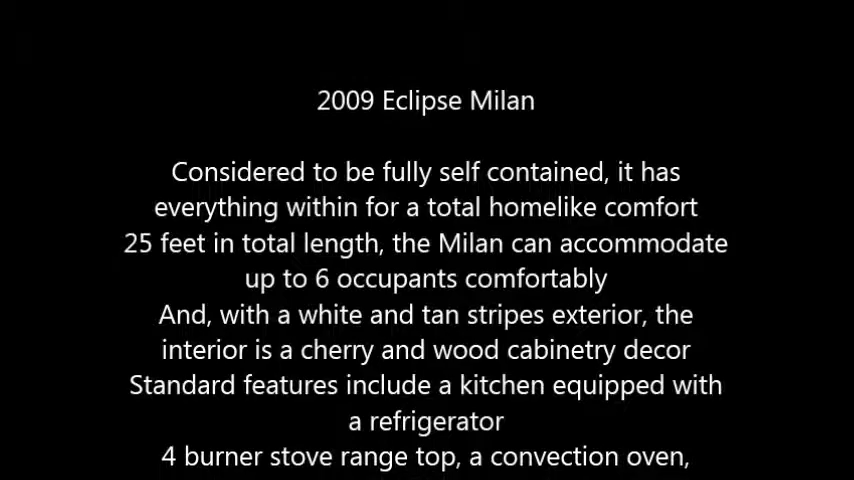 2009 Eclipse Milan
Considered to be fully self contained, it has
everything within for a total homelike comfort
25 feet in total length, the Milan can accommodate
up to 6 occupants comfortably
And, with a white and tan stripes exterior, the
interior is a cherry and wood cabinetry decor
Standard features include a kitchen equipped with
a refrigerator
4 burner stove range top, a convection oven,